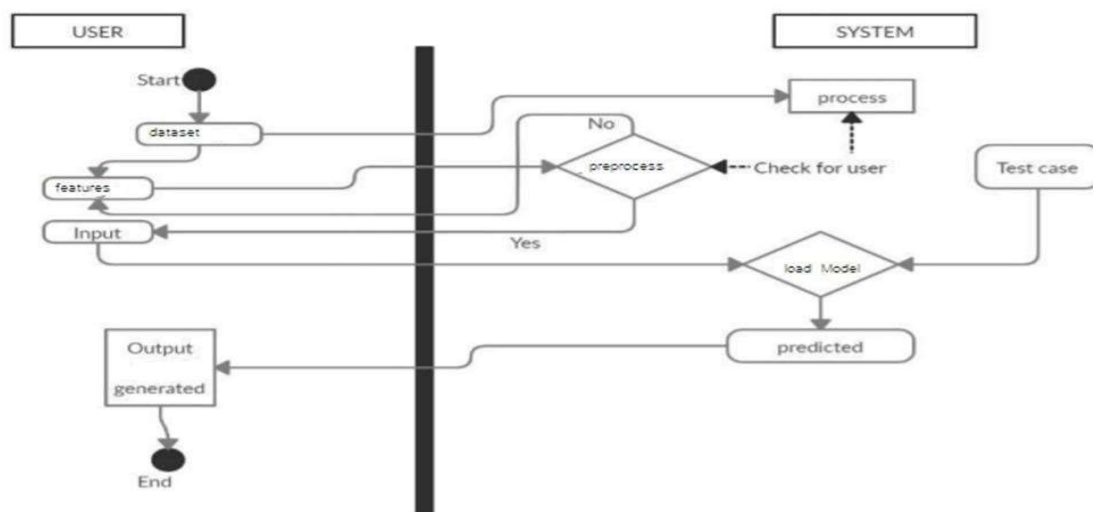 USER
SYSTEM
Start
process
dataset
No
preprocess
Check for user
Test case
features
Input
Yes
load Model
Output
generated
predicted
End